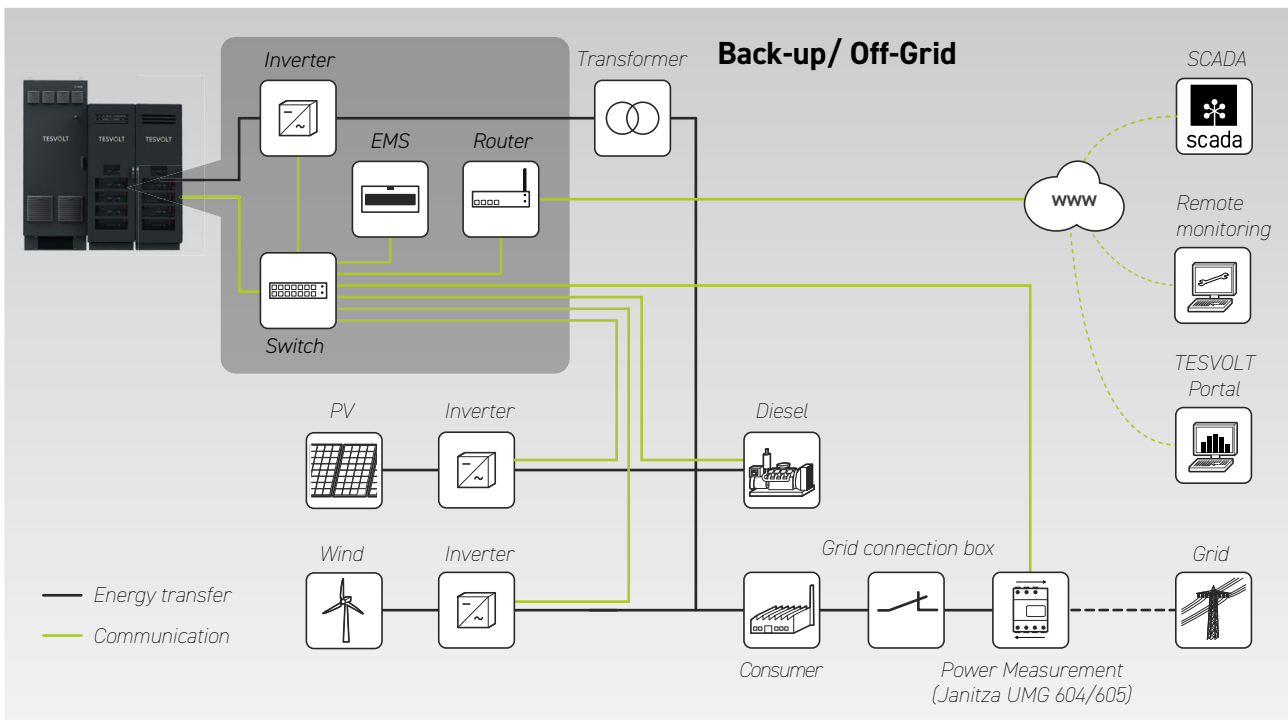 Back-up/ Off-Grid
Inverter
Transformer
SCADA
scada
TESVOLT
TESVOLT
TESVOLT
EMS
Router
www
Remote
monitoring
Switch
TESVOLT
Portal
PV
Inverter
Diesel
Wind
Inverter
Grid connection box
Grid
Energy transfer
Communication
Consumer
Power Measurement
(Janitza UMG 604/605)